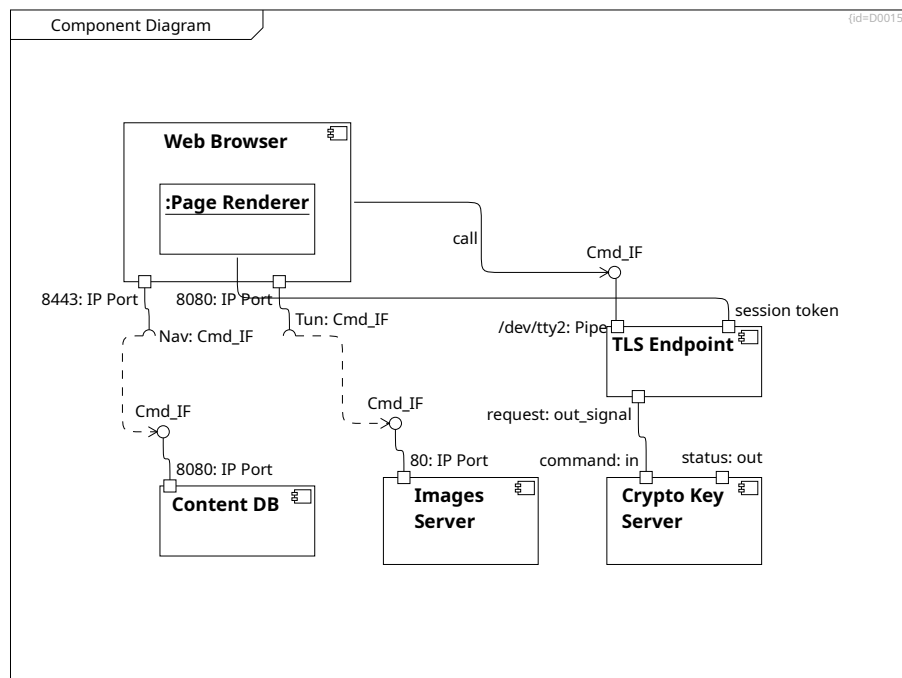 Component Diagram
{id=D0015
Web Browser
:Page Renderer
call
Cmd_IF
8443: IP Port
8080: IP Port
session token
Tun: Cmd_IF
/dev/tty2: Pipe
Nav: Cmd_IF
TLS Endpoint
Cmd_IF
Cmd_IF
request: out_signal
8080: IP Port
80: IP Port
command: in
status: out
Content DB
Images
Server
Crypto Key
Server